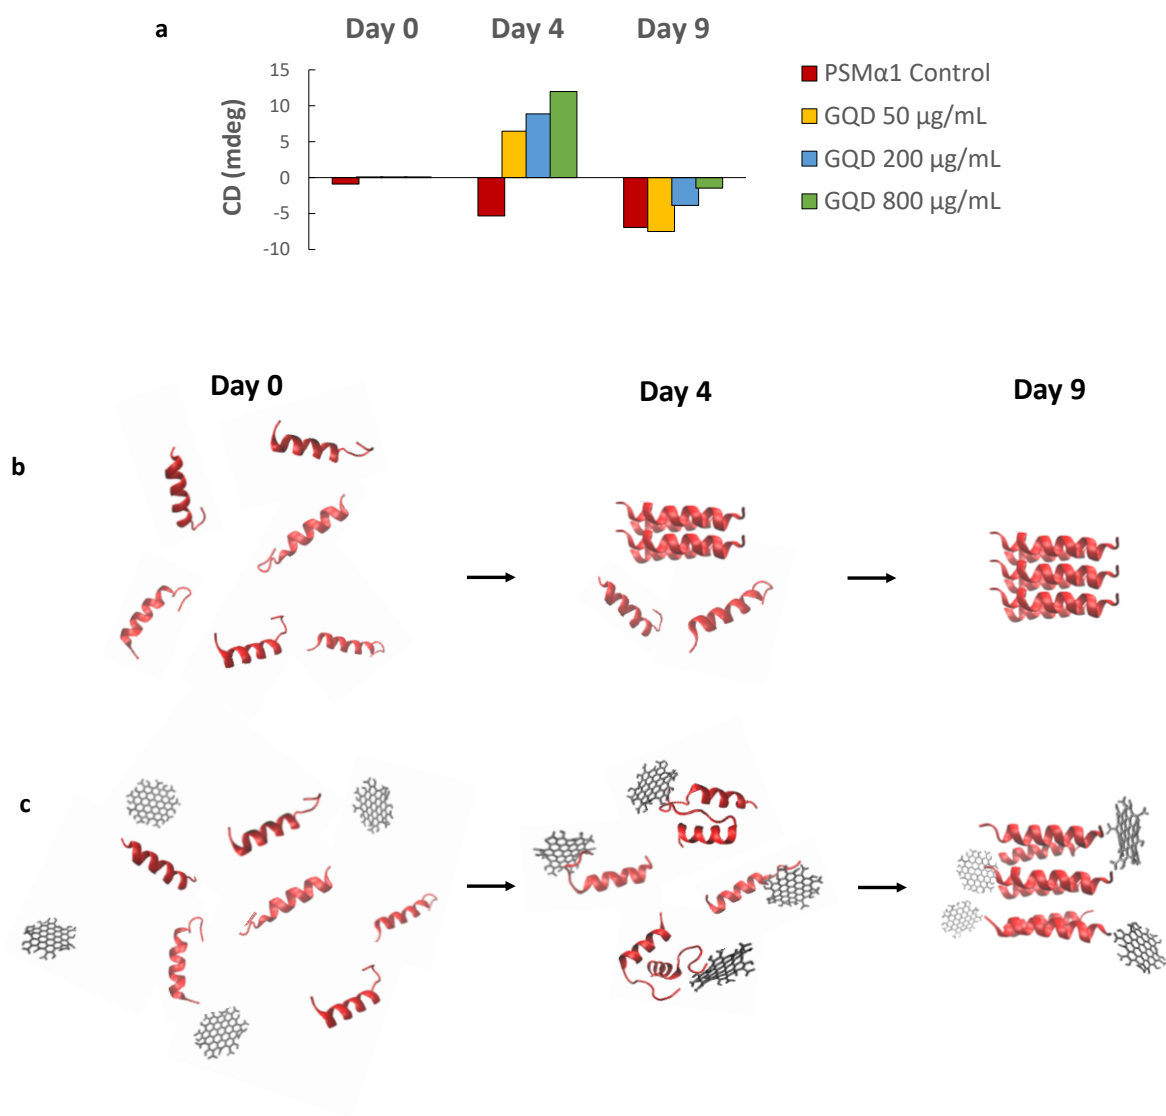 a
Day 0 Day 4 Day 9
CD (mdeg)
15
10
5
0
-5
-10
PSMα1 Control
GQD 50 μg/mL
GQD 200 μg/mL
GQD 800 μg/mL
Day 0 Day 4 Day 9
b
c